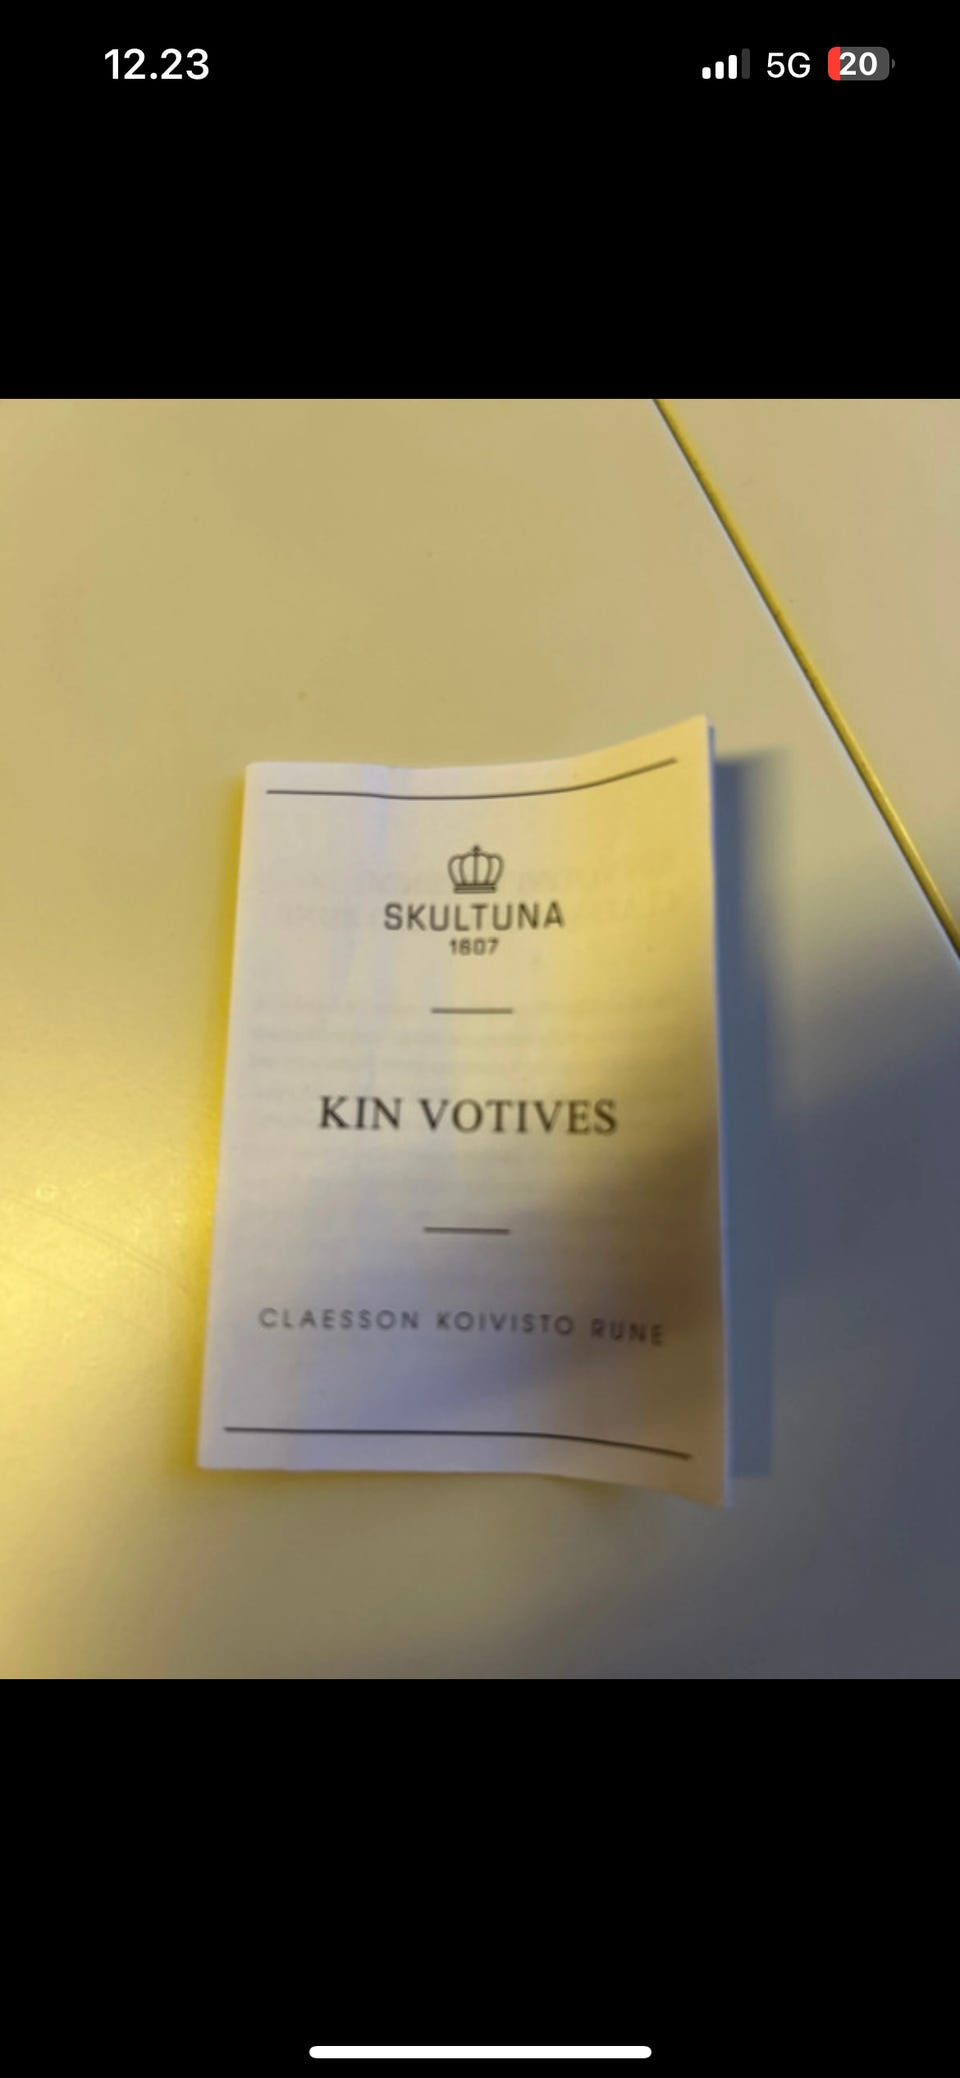 12.23
5G
20
SKULTUNA
1607
KIN VOTIVES
CLAESSON KOIVISTO RUNE